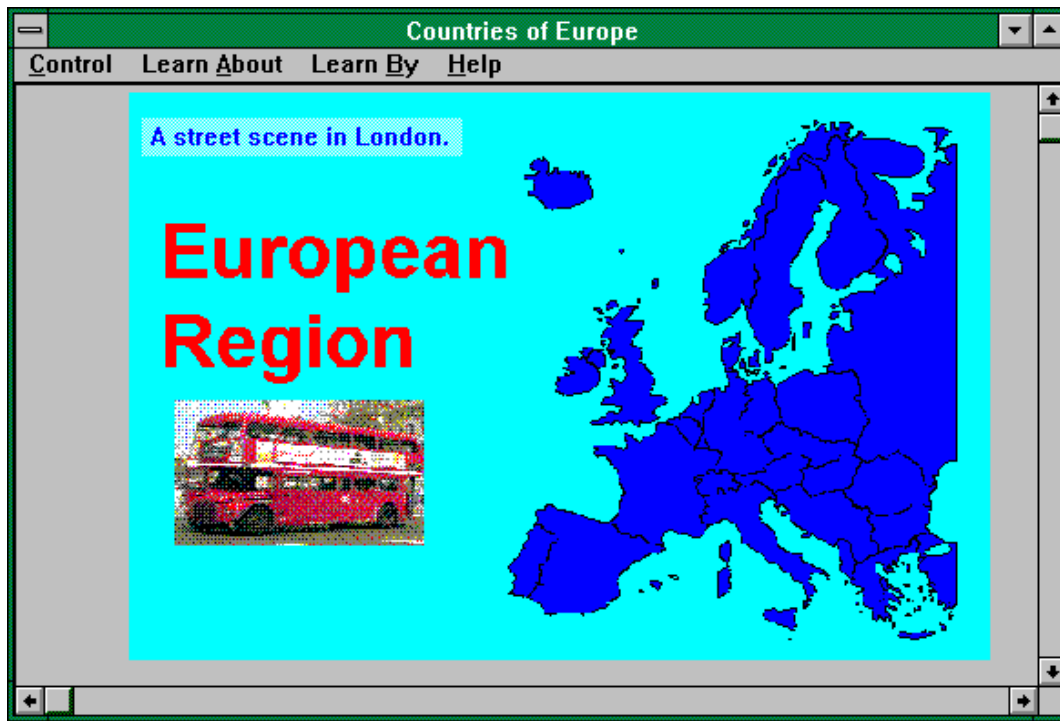 Countries of Europe
Control Learn About Learn By Help
A street scene in London.
European
Region